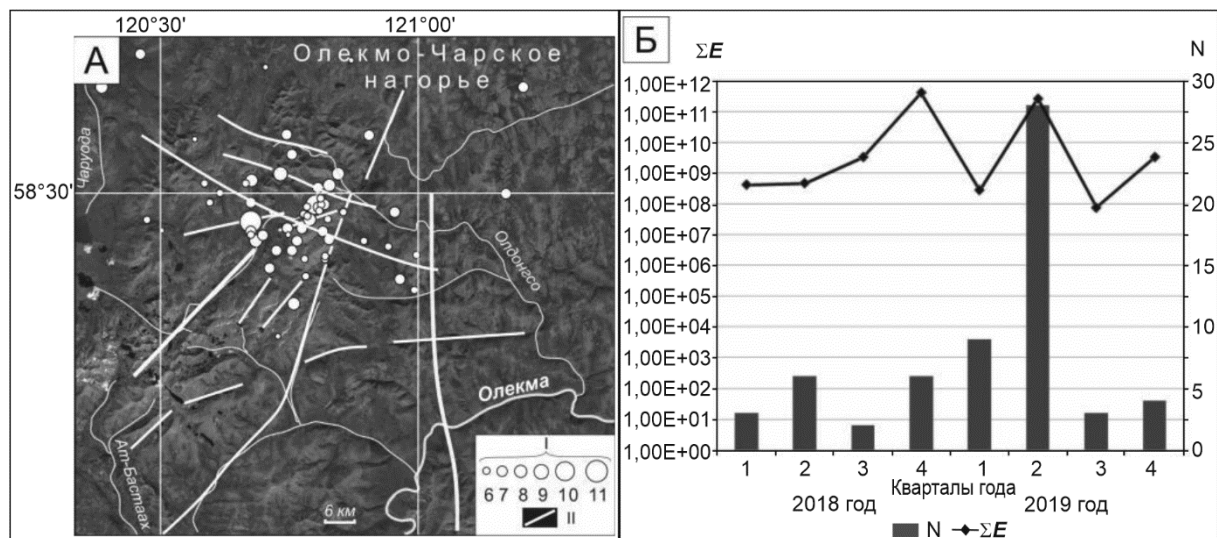 120°30'
121°00'
А
Олекмо-Чарское
нагорье
Чаруода
58°30'
Олдонгсо
Олекма
Ат-Бастаах
6 км
I
6 7 8 9 10 11
II
Б
ΣE
N
1,00E+12
1,00E+11
1,00E+10
1,00E+09
1,00E+08
1,00E+07
1,00E+06
1,00E+05
1,00E+04
1,00E+03
1,00E+02
1,00E+01
1,00E+00
30
25
20
15
10
5
0
1 2 3 4 1 2 3 4
Кварталы года
2018 год 2019 год
N ΣE